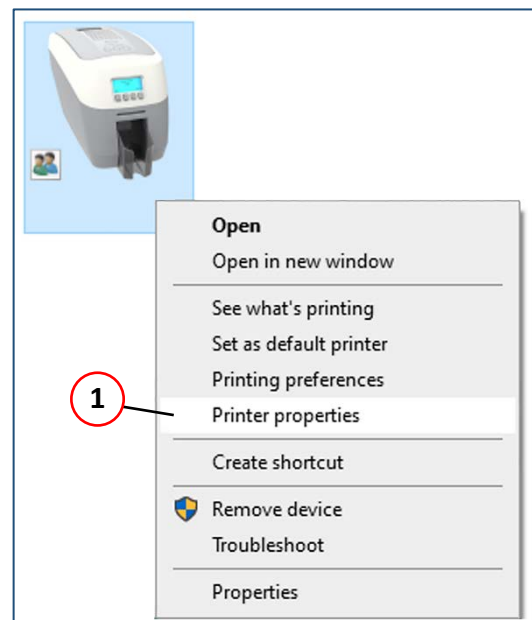 Open
Open in new window
See what's printing
Set as default printer
Printing preferences
1
Printer properties
Create shortcut
Remove device
Troubleshoot
Properties